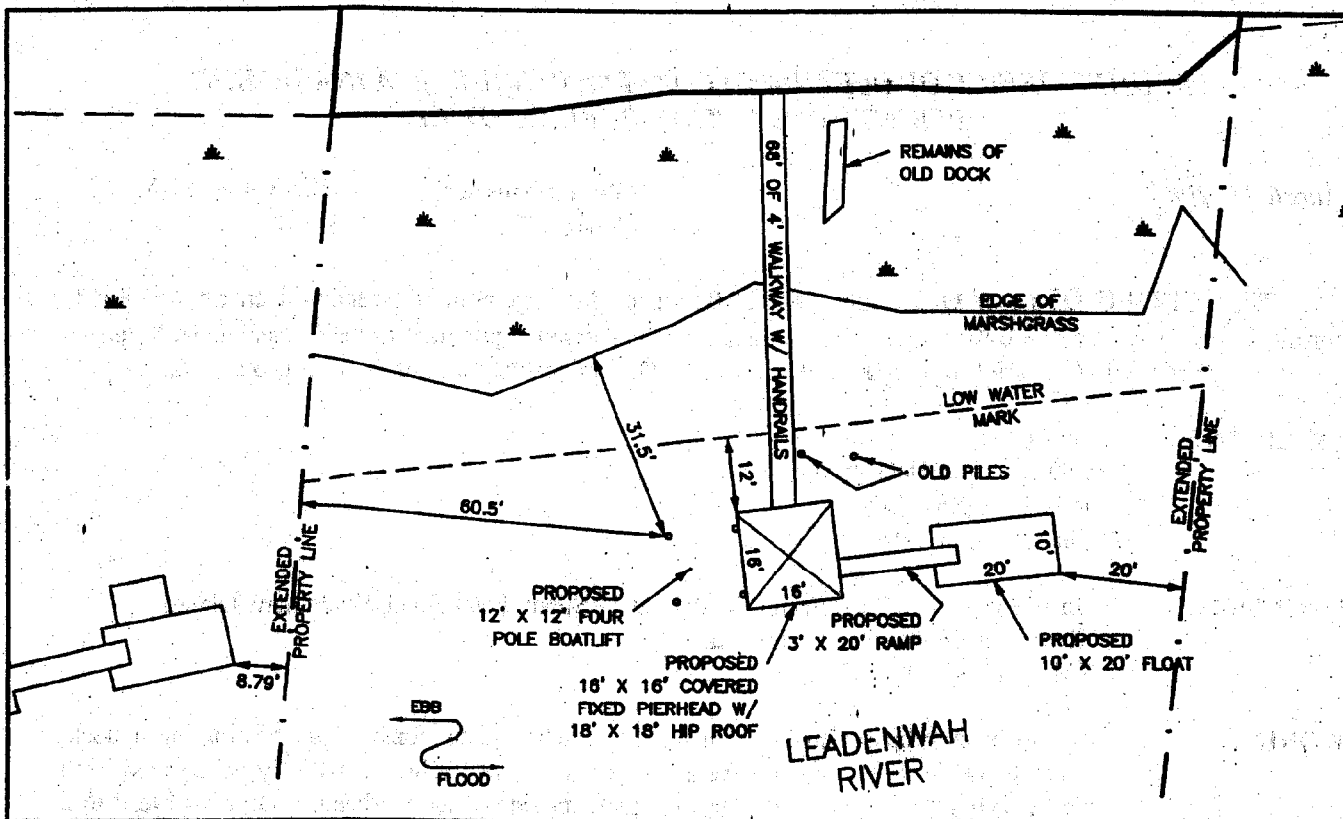 REMAINS OF
OLD DOCK
68' OF 4' WALKWAY W/ HANDRAILS
EDGE OF
MARSHGRASS
LOW WATER
MARK
31.5'
12'
OLD PILES
60.5'
EXTENDED
PROPERTY LINE
EXTENDED
PROPERTY LINE
16'
16'
10'
20'
20'
PROPOSED
12' X 12' FOUR
POLE BOATLIFT
PROPOSED
3' X 20' RAMP
PROPOSED
10' X 20' FLOAT
PROPOSED
16' X 16' COVERED
FIXED PIERHEAD W/
18' X 18' HIP ROOF
8.79'
EBB
FLOOD
LEADENWAH
RIVER